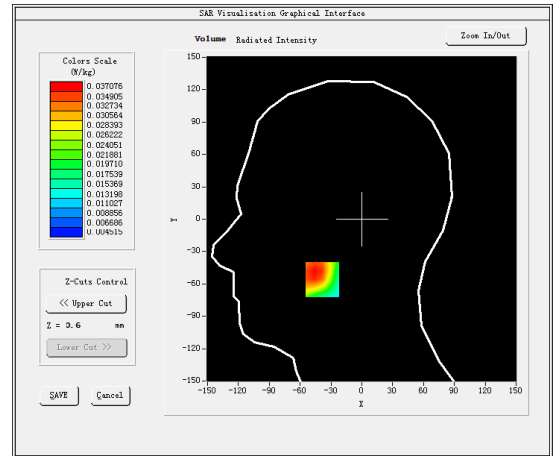 SAR Visualisation Graphical Interface
Volume Radiated Intensity
Zoom In/Out
Colors Scale
(W/kg)
0.037076
0.034905
0.032734
0.030564
0.028393
0.026222
0.024051
0.021881
0.019710
0.017539
0.015369
0.013198
0.011027
0.008856
0.006686
0.004515
Z-Cuts Control
<< Upper Cut
Z = 0.6 mm
Lower Cut >>
SAVE Cancel
150
120
90
60
30
0
-30
-60
-90
-120
-150
Y
-150 -120 -90 -60 -30 0 30 60 90 120 150
X